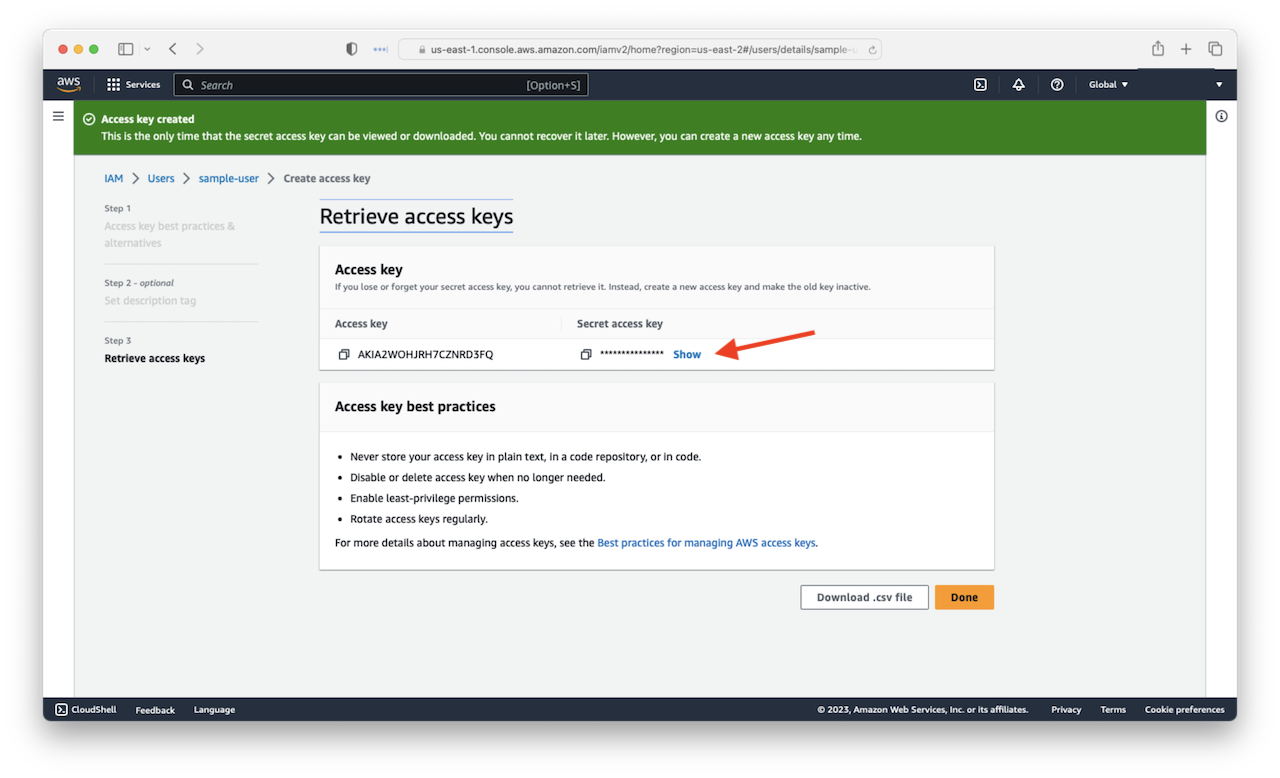 us-east-1.console.aws.amazon.com/iamv2/home?region=us-east-2#/users/details/sample-u
aws
Services
Search
[Option+S]
Global
Access key created
This is the only time that the secret access key can be viewed or downloaded. You cannot recover it later. However, you can create a new access key any time.
IAM > Users > sample-user > Create access key
Step 1
Access key best practices &
alternatives
Step 2 - optional
Set description tag
Step 3
Retrieve access keys
Retrieve access keys
Access key
If you lose or forget your secret access key, you cannot retrieve it. Instead, create a new access key and make the old key inactive.
Access key
Secret access key
AKIA2WOHJRH7CZNRD3FQ
*************** Show
Access key best practices
• Never store your access key in plain text, in a code repository, or in code.
• Disable or delete access key when no longer needed.
• Enable least-privilege permissions.
• Rotate access keys regularly.
For more details about managing access keys, see the Best practices for managing AWS access keys.
Download .csv file
Done
CloudShell
Feedback
Language
© 2023, Amazon Web Services, Inc. or its affiliates.
Privacy
Terms
Cookie preferences